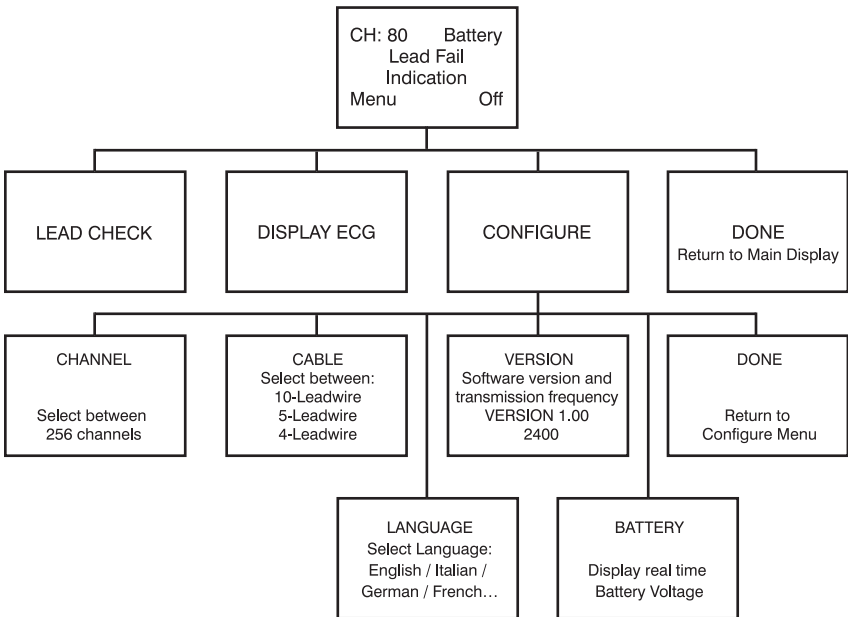 CH: 80 Battery
Lead Fail
Indication
Menu Off
LEAD CHECK
DISPLAY ECG
CONFIGURE
DONE
Return to Main Display
CHANNEL
Select between
256 channels
CABLE
Select between:
10-Leadwire
5-Leadwire
4-Leadwire
VERSION
Software version and
transmission frequency
VERSION 1.00
2400
DONE
Return to
Configure Menu
LANGUAGE
Select Language:
English / Italian /
German / French…
BATTERY
Display real time
Battery Voltage